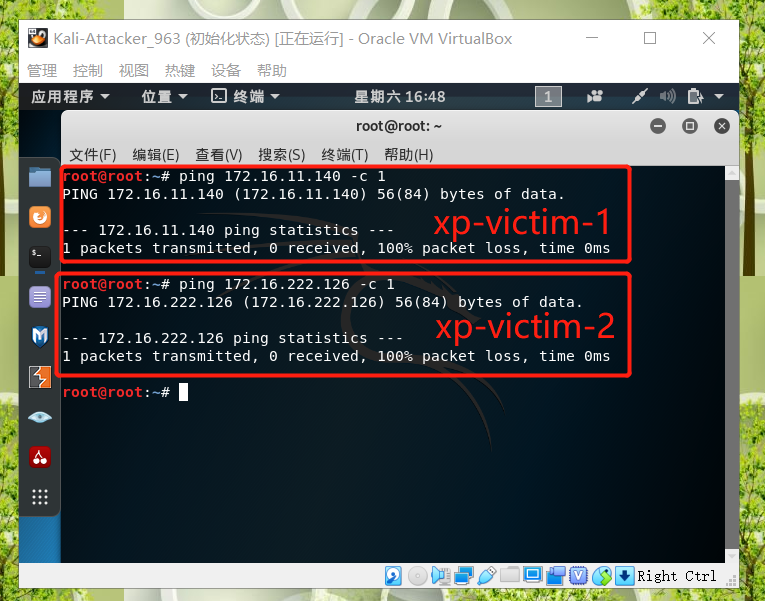 Kali-Attacker_963 (初始化状态) [正在运行] - Oracle VM VirtualBox
管理 控制 视图 热键 设备 帮助
应用程序 位置 终端 星期六 16:48 1
root@root: ~
文件(F) 编辑(E) 查看(V) 搜索(S) 终端(T) 帮助(H)
root@root:~# ping 172.16.11.140 -c 1
PING 172.16.11.140 (172.16.11.140) 56(84) bytes of data.
xp-victim-1
--- 172.16.11.140 ping statistics ---
1 packets transmitted, 0 received, 100% packet loss, time 0ms
root@root:~# ping 172.16.222.126 -c 1
PING 172.16.222.126 (172.16.222.126) 56(84) bytes of data.
xp-victim-2
--- 172.16.222.126 ping statistics ---
1 packets transmitted, 0 received, 100% packet loss, time 0ms
root@root:~#
Right Ctrl